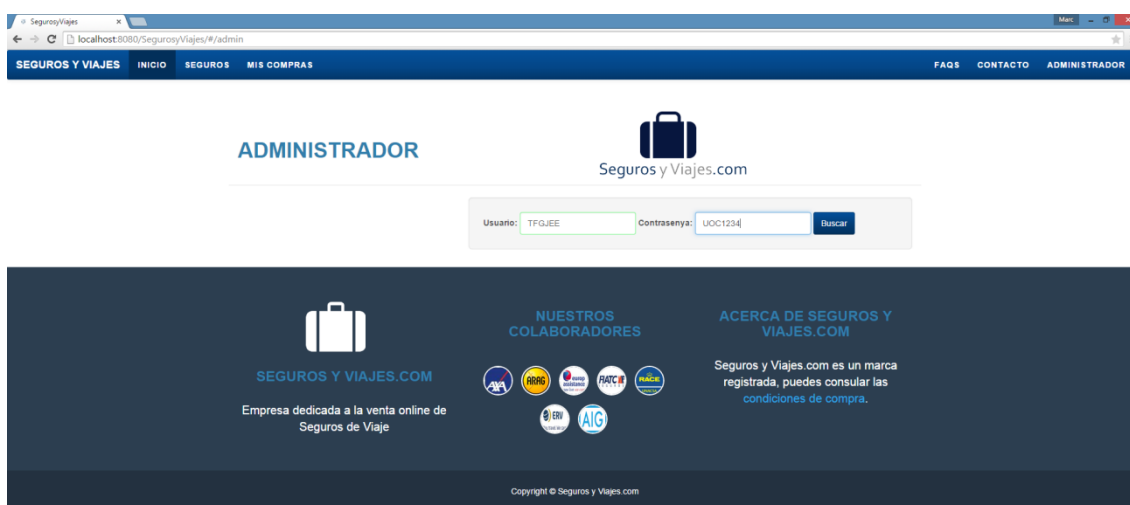 SegurosyViajes
Marc
localhost:8080/SegurosyViajes/#/admin
SEGUROS Y VIAJES INICIO SEGUROS MIS COMPRAS FAQS CONTACTO ADMINISTRADOR
ADMINISTRADOR
Seguros y Viajes.com
Usuario: TFGJEE Contrasenya: UOC1234 Buscar
SEGUROS Y VIAJES.COM
Empresa dedicada a la venta online de
Seguros de Viaje
NUESTROS
COLABORADORES
AXA ARAG europ assistance FIATC RACE
ERV AIG
ACERCA DE SEGUROS Y
VIAJES.COM
Seguros y Viajes.com es un marca
registrada, puedes consular las
condiciones de compra.
Copyright © Seguros y Viajes.com